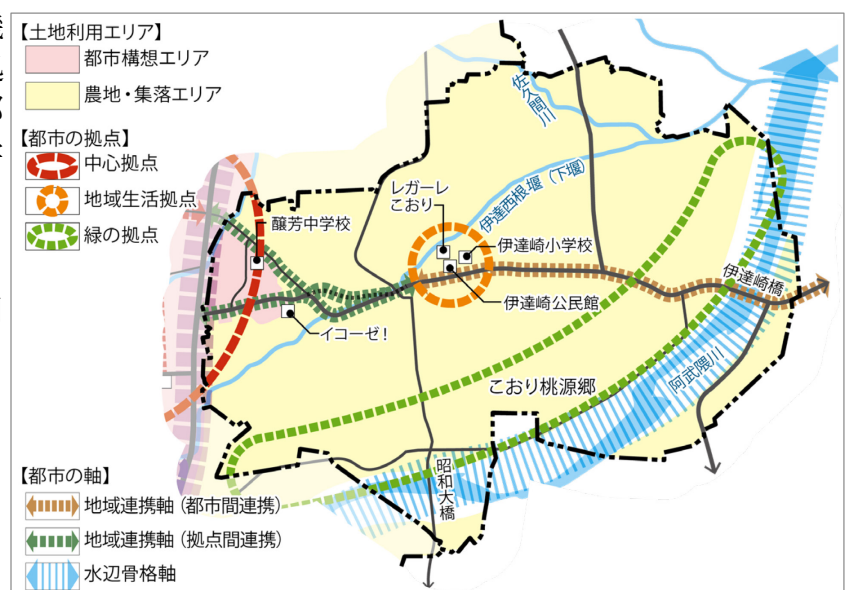 【土地利用エリア】
都市構想エリア
農地・集落エリア
【都市の拠点】
中心拠点
地域生活拠点
緑の拠点
佐久間川
伊達西根堰（下堰）
レガーレ
こおり
醸芳中学校
伊達崎小学校
伊達崎公民館
伊達崎橋
イコーゼ！
こおり桃源郷
阿武隈川
昭和大橋
【都市の軸】
地域連携軸（都市間連携）
地域連携軸（拠点間連携）
水辺骨格軸